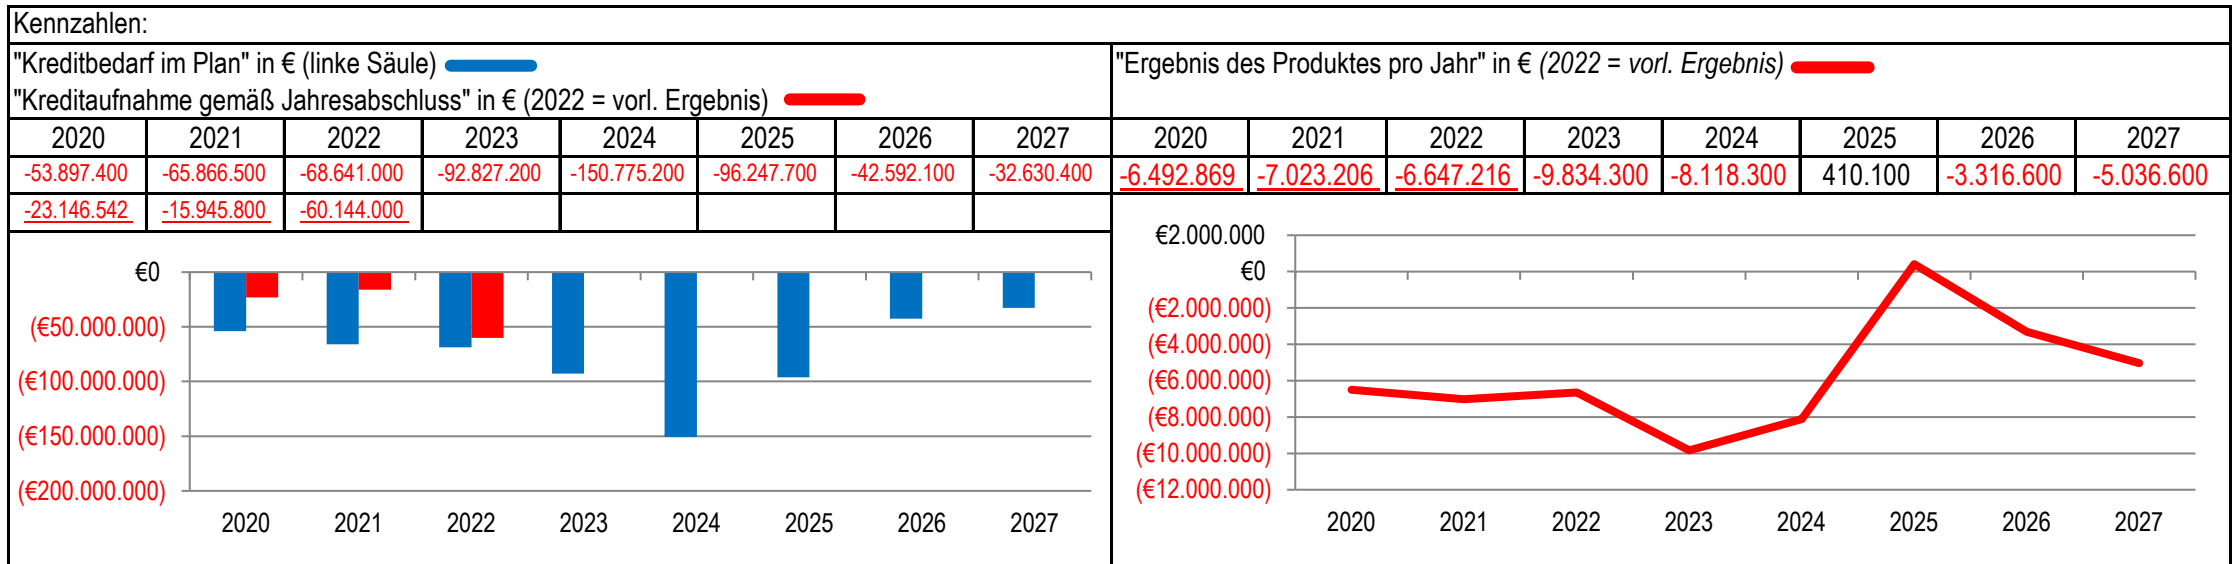 Kennzahlen:
"Kreditbedarf im Plan" in € (linke Säule)
"Kreditaufnahme gemäß Jahresabschluss" in € (2022 = vorl. Ergebnis)
2020 2021 2022 2023 2024 2025 2026 2027
-53.897.400 -65.866.500 -68.641.000 -92.827.200 -150.775.200 -96.247.700 -42.592.100 -32.630.400
-23.146.542 -15.945.800 -60.144.000
€0
(€50.000.000)
(€100.000.000)
(€150.000.000)
(€200.000.000)
2020 2021 2022 2023 2024 2025 2026 2027
"Ergebnis des Produktes pro Jahr" in € (2022 = vorl. Ergebnis)
2020 2021 2022 2023 2024 2025 2026 2027
-6.492.869 -7.023.206 -6.647.216 -9.834.300 -8.118.300 410.100 -3.316.600 -5.036.600
€2.000.000
€0
(€2.000.000)
(€4.000.000)
(€6.000.000)
(€8.000.000)
(€10.000.000)
(€12.000.000)
2020 2021 2022 2023 2024 2025 2026 2027